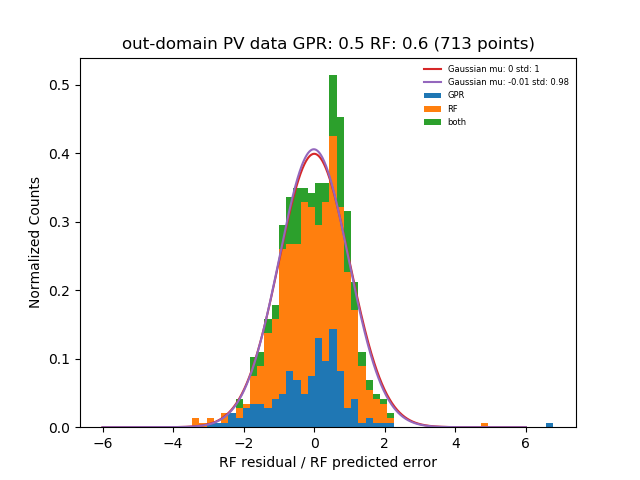 out-domain PV data GPR: 0.5 RF: 0.6 (713 points)
Gaussian mu: 0 std: 1
Gaussian mu: -0.01 std: 0.98
GPR
RF
both
Normalized Counts
0.5
0.4
0.3
0.2
0.1
0.0
−6 −4 −2 0 2 4 6
RF residual / RF predicted error